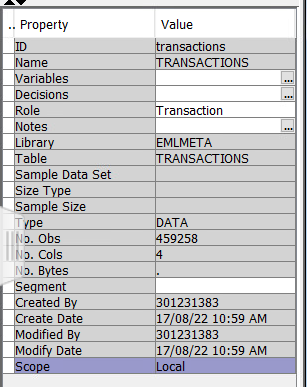 .. Property Value
ID transactions
Name TRANSACTIONS
Variables ...
Decisions ...
Role Transaction
Notes ...
Library EMLMETA
Table TRANSACTIONS
Sample Data Set
Size Type
Sample Size
Type DATA
No. Obs 459258
No. Cols 4
No. Bytes .
Segment
Created By 301231383
Create Date 17/08/22 10:59 AM
Modified By 301231383
Modify Date 17/08/22 10:59 AM
Scope Local